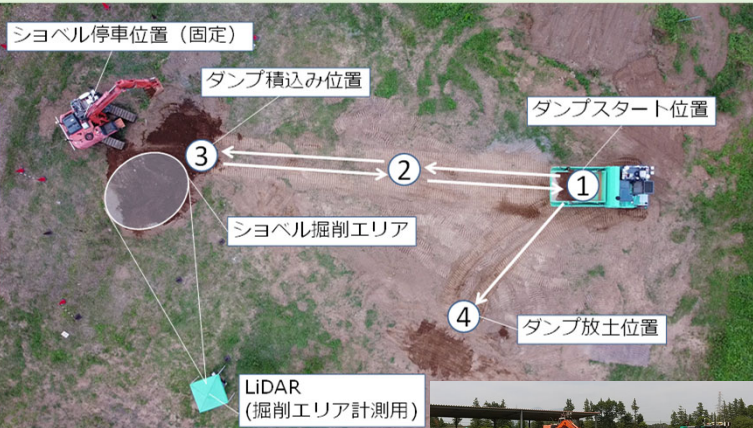 ショベル停車位置（固定）
ダンプ積込み位置
ダンプスタート位置
③
②
①
ショベル掘削エリア
④
ダンプ放土位置
LiDAR
(掘削エリア計測用)